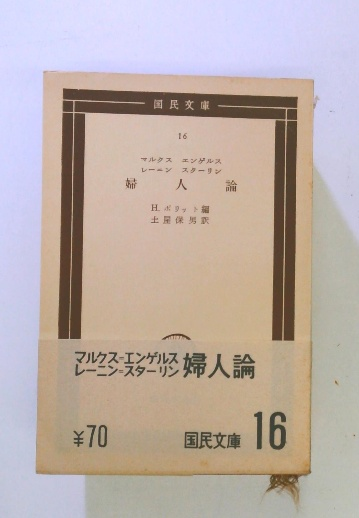 国民文庫
16
マルクス エンゲルス
レーニン スターリン
婦人論
H.ポリット編
土屋保男訳
マルクス=エンゲルス
レーニン=スターリン 婦人論
¥70 国民文庫 16